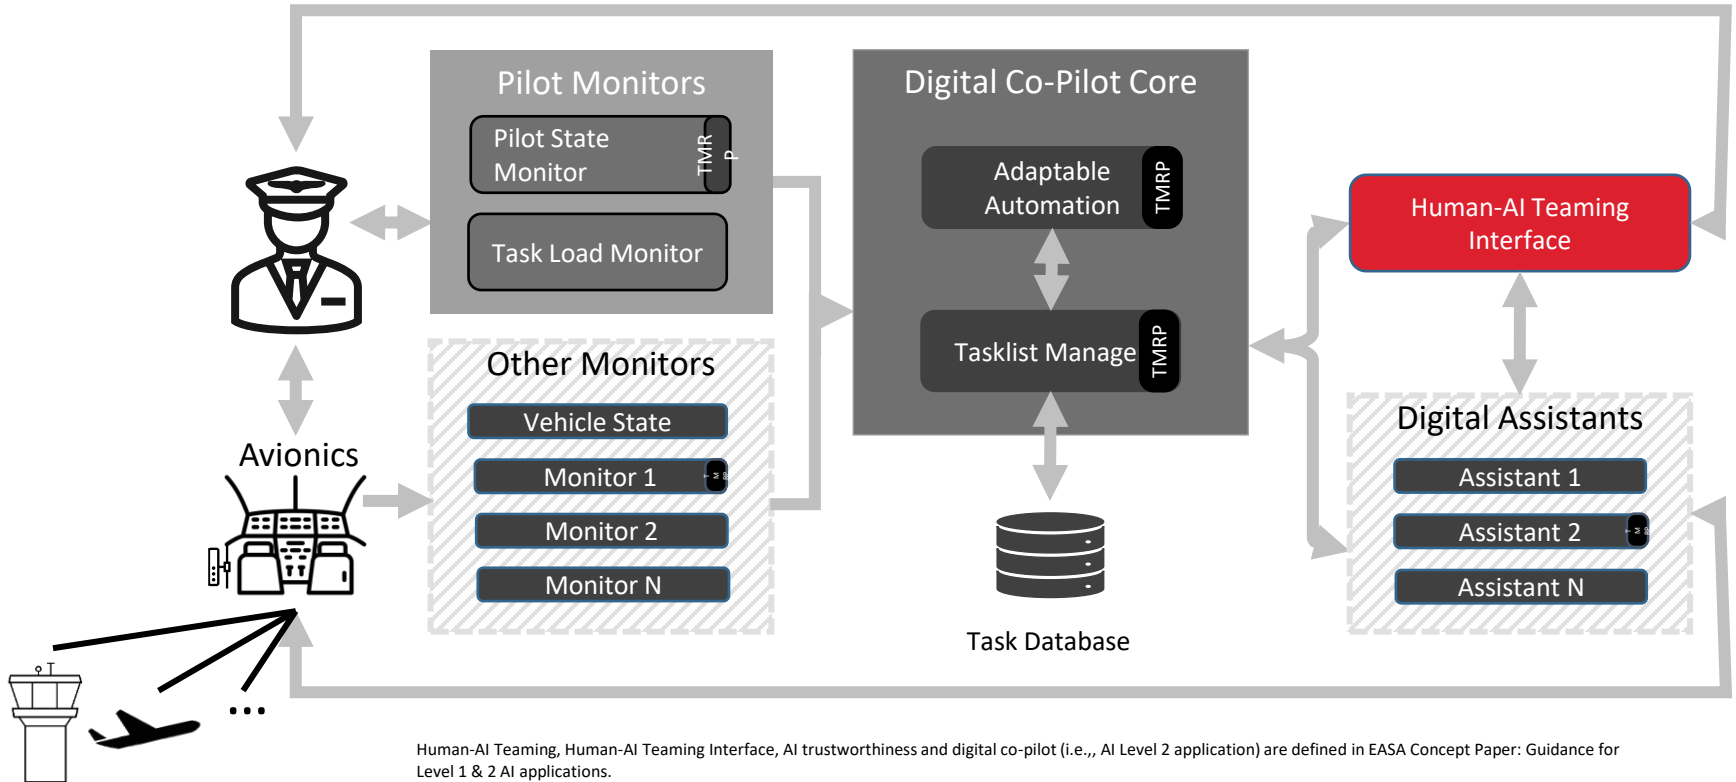 Pilot Monitors
Pilot State
Monitor
TMR
P
Task Load Monitor
Digital Co-Pilot Core
Adaptable
Automation
TMRP
Tasklist Manage
TMRP
Human-AI Teaming
Interface
Other Monitors
Vehicle State
Monitor 1
T
M
RP
Monitor 2
Monitor N
Avionics
Task Database
Digital Assistants
Assistant 1
Assistant 2
T
M
RP
Assistant N
...
Human-AI Teaming, Human-AI Teaming Interface, AI trustworthiness and digital co-pilot (i.e.,, AI Level 2 application) are defined in EASA Concept Paper: Guidance for
Level 1 & 2 AI applications.